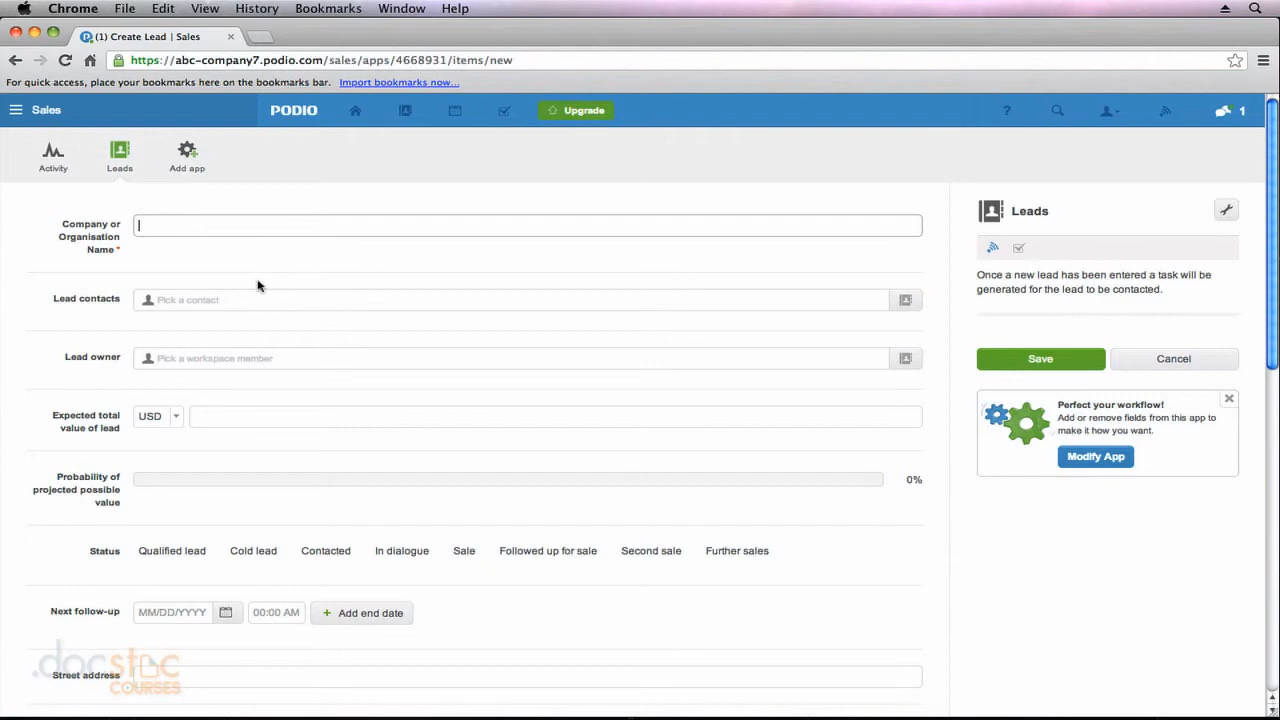 Chrome File Edit View History Bookmarks Window Help
(1) Create Lead | Sales
https://abc-company7.podio.com/sales/apps/4668931/items/new
For quick access, place your bookmarks here on the bookmarks bar. Import bookmarks now...
Sales PODIO Upgrade ? 1
Activity Leads Add app
Company or
Organisation
Name *
Lead contacts Pick a contact
Lead owner Pick a workspace member
Expected total
value of lead
USD
Probability of
projected possible
value
0%
Status Qualified lead Cold lead Contacted In dialogue Sale Followed up for sale Second sale Further sales
Next follow-up MM/DD/YYYY 00:00 AM + Add end date
Street address
.docstoc
COURSES
Leads
Once a new lead has been entered a task will be
generated for the lead to be contacted.
Save Cancel
Perfect your workflow!
Add or remove fields from this app to
make it how you want.
Modify App